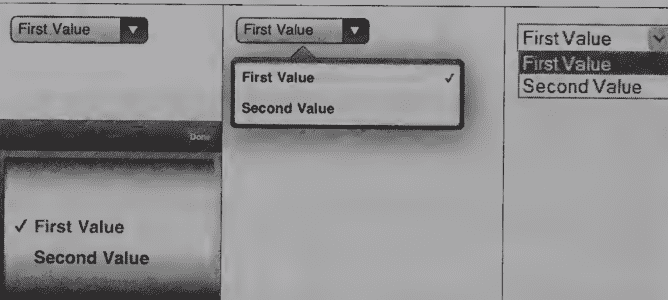 First Value
Done
✓ First Value
Second Value
First Value
First Value ✓
Second Value
First Value
First Value
Second Value